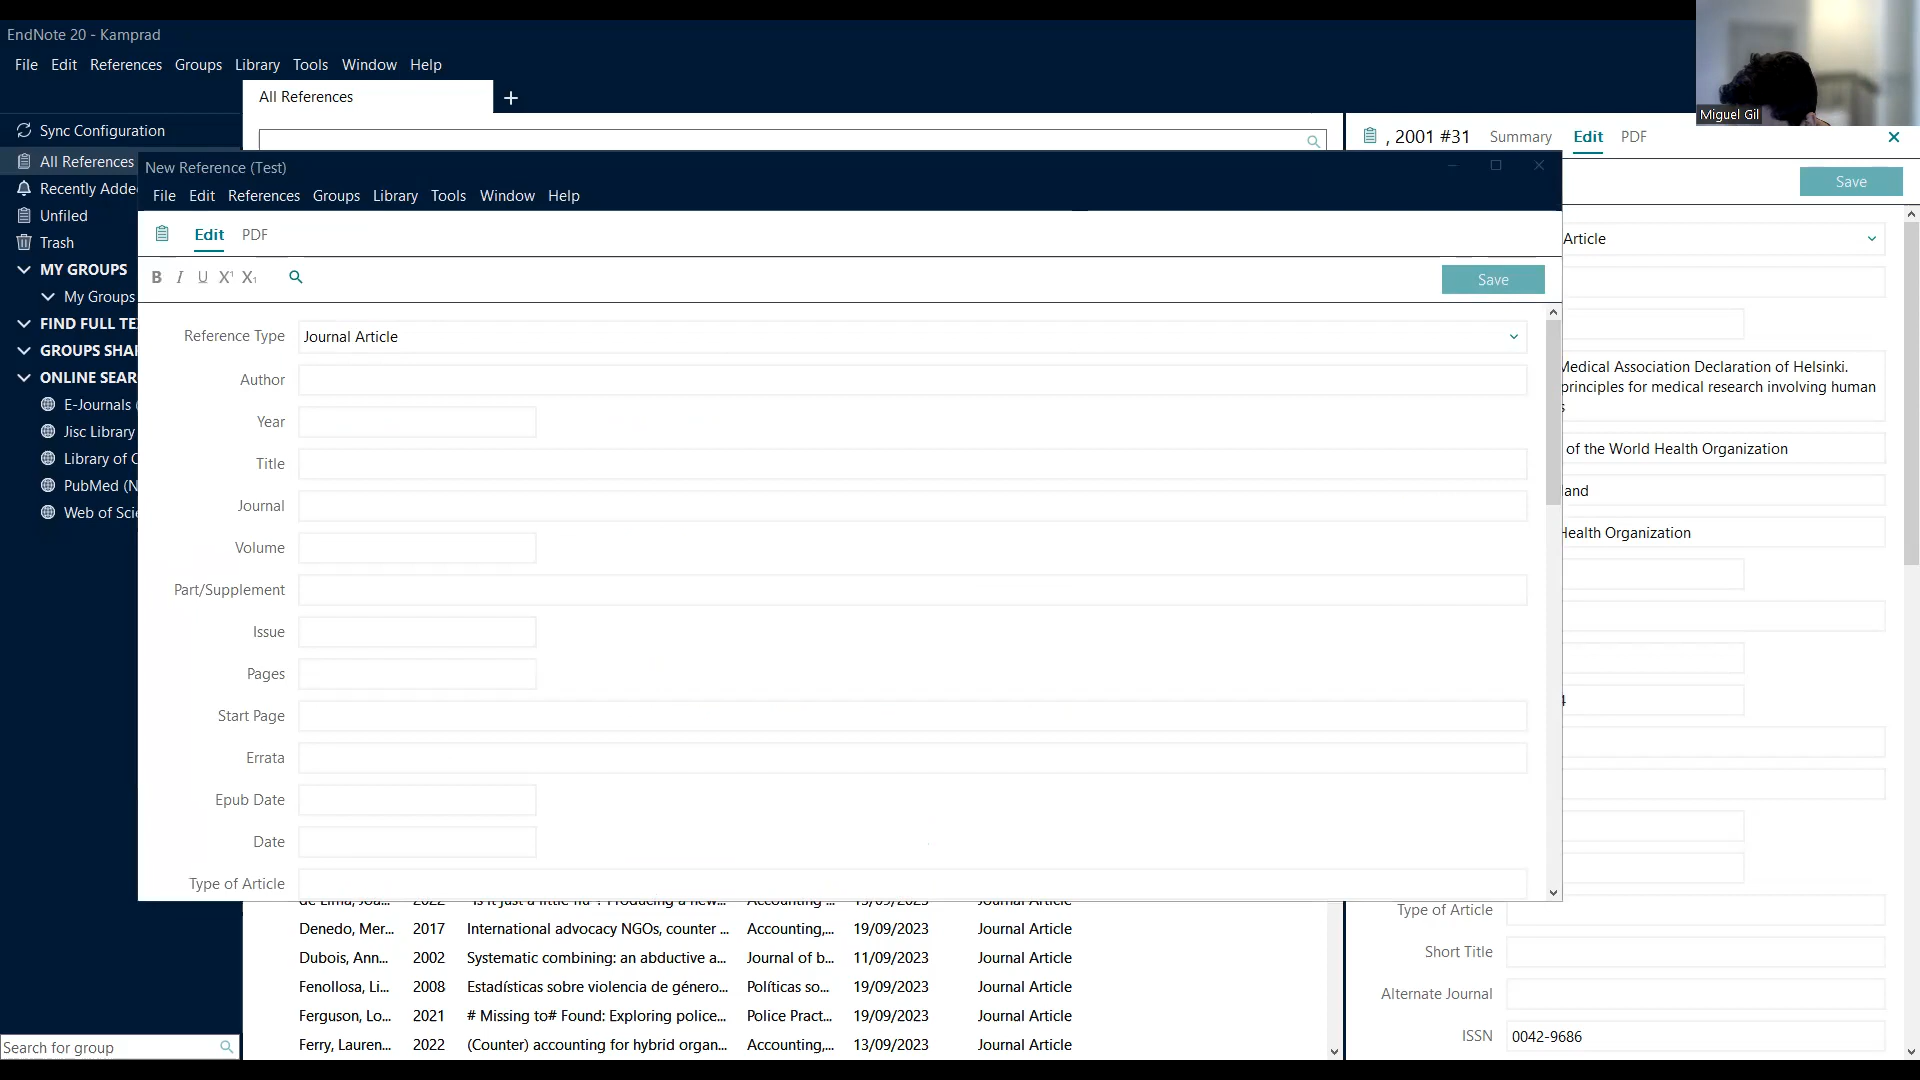 EndNote 20 - Kamprad
File Edit References Groups Library Tools Window Help
All References
Miguel Gil
Sync Configuration
All References
Recently Adde
Unfiled
Trash
MY GROUPS
My Groups
FIND FULL TE
GROUPS SHA
ONLINE SEAR
E-Journals (
Jisc Library
Library of C
PubMed (N
Web of Scie
Search for group
New Reference (Test)
File Edit References Groups Library Tools Window Help
Edit PDF
B I U X¹ X₁
Save
Reference Type Journal Article
Author
Year
Title
Journal
Volume
Part/Supplement
Issue
Pages
Start Page
Errata
Epub Date
Date
Type of Article
Denedo, Mer... 2017 International advocacy NGOs, counter ... Accounting,... 19/09/2023 Journal Article
Dubois, Ann... 2002 Systematic combining: an abductive a... Journal of b... 11/09/2023 Journal Article
Fenollosa, Li... 2008 Estadísticas sobre violencia de género... Políticas so... 19/09/2023 Journal Article
Ferguson, Lo... 2021 # Missing to# Found: Exploring police... Police Pract... 19/09/2023 Journal Article
Ferry, Lauren... 2022 (Counter) accounting for hybrid organ... Accounting,... 13/09/2023 Journal Article
, 2001 #31 Summary Edit PDF
Save
Article
Medical Association Declaration of Helsinki.
principles for medical research involving human
s
of the World Health Organization
land
Health Organization
4
Type of Article
Short Title
Alternate Journal
ISSN 0042-9686